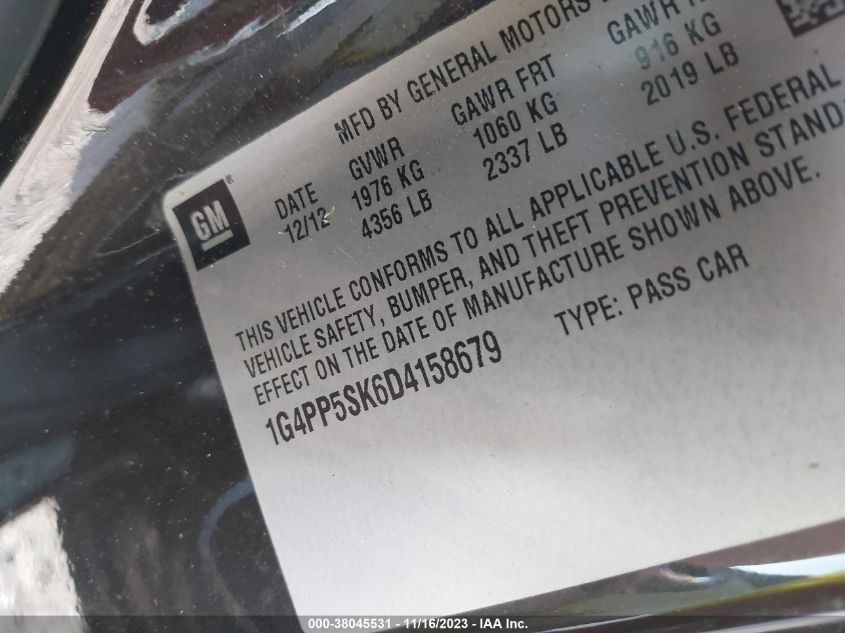 MFD BY GENERAL MOTORS
DATE GVWR GAWR FRT GAWR
12/12 1976 KG 1060 KG 916 KG
4356 LB 2337 LB 2019 LB
GM®
THIS VEHICLE CONFORMS TO ALL APPLICABLE U.S. FEDERAL
VEHICLE SAFETY, BUMPER, AND THEFT PREVENTION
EFFECT ON THE DATE OF MANUFACTURE SHOWN ABOVE.
1G4PP5SK6D4158679 TYPE: PASS CAR
000-38045531 - 11/16/2023 - IAA Inc.